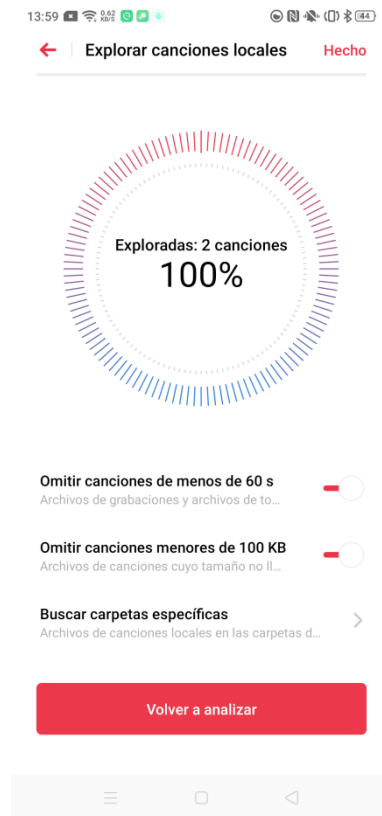 13:59 0.62 KB/S 44
Explorar canciones locales Hecho
Exploradas: 2 canciones
100%
Omitir canciones de menos de 60 s
Archivos de grabaciones y archivos de to...
Omitir canciones menores de 100 KB
Archivos de canciones cuyo tamaño no ll...
Buscar carpetas específicas
Archivos de canciones locales en las carpetas d...
Volver a analizar